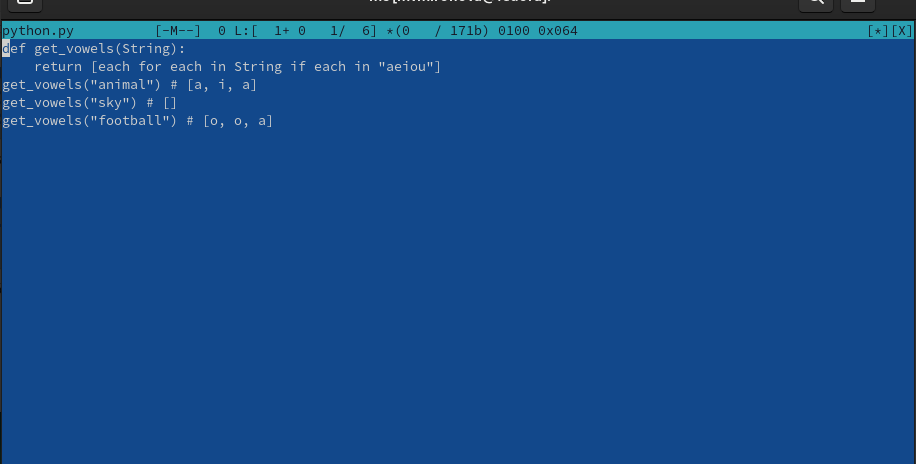 python.py [-M--] 0 L:[ 1+ 0 1/ 6] *(0 / 171b) 0100 0x064 [*][X]
def get_vowels(String):
    return [each for each in String if each in "aeiou"]
get_vowels("animal") # [a, i, a]
get_vowels("sky") # []
get_vowels("football") # [o, o, a]